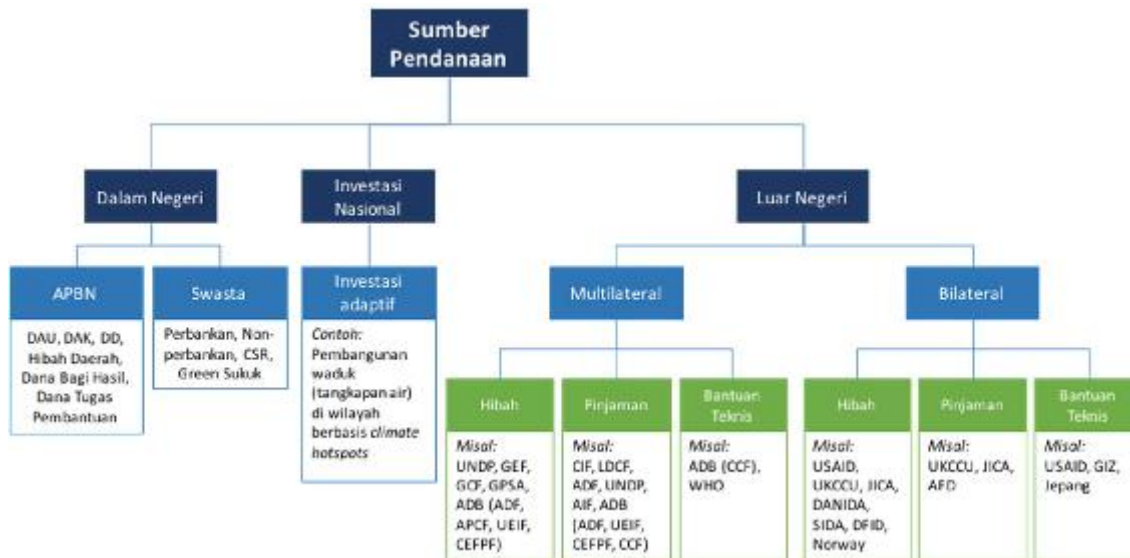 Sumber
Pendanaan
Dalam Negeri
Investasi
Nasional
Luar Negeri
APBN
Swasta
Investasi
adaptif
Multilateral
Bilateral
DAU, DAK, DD,
Hibah Daerah,
Dana Bagi Hasil,
Dana Tugas
Pembantuan
Perbankan, Non-
perbankan, CSR,
Green Sukuk
Contoh:
Pembangunan
waduk
(tangkapan air)
di wilayah
berbasis climate
hotspots
Hibah
Pinjaman
Bantuan
Teknis
Hibah
Pinjaman
Bantuan
Teknis
Misal:
UNDP, GEF,
GCF, GPSA,
ADB (ADF,
APCF, UEIF,
CEFPF)
Misal:
CIF, LDCF,
ADF, UNDP,
AIF, ADB
(ADF, UEIF,
CEFPF, CCF)
Misal:
ADB (CCF),
WHO
Misal:
USAID,
UKCCU, JICA,
DANIDA,
SIDA, DFID,
Norway
Misal:
UKCCU, JICA,
AFD
Misal:
USAID, GIZ,
Jepang